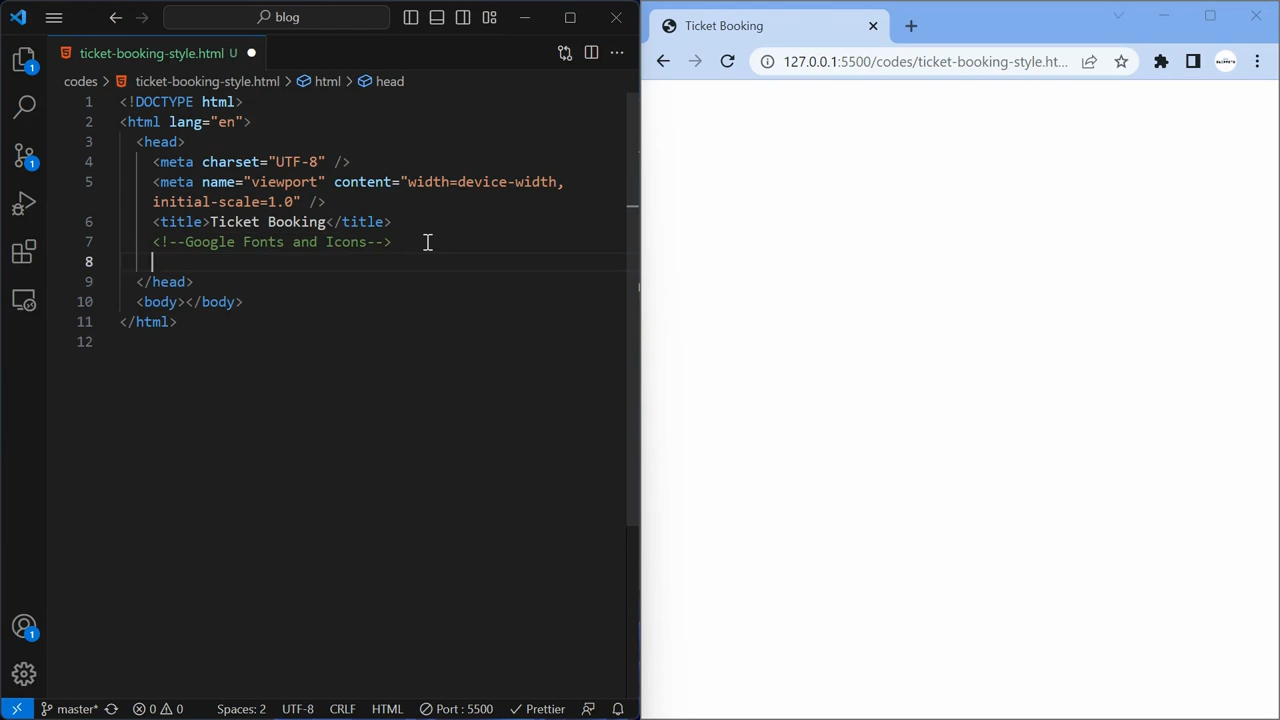 blog
ticket-booking-style.html U
codes > ticket-booking-style.html > html > head
1 <!DOCTYPE html>
2 <html lang="en">
3 <head>
4 <meta charset="UTF-8" />
5 <meta name="viewport" content="width=device-width,
initial-scale=1.0" />
6 <title>Ticket Booking</title>
7 <!--Google Fonts and Icons-->
8
9 </head>
10 <body></body>
11 </html>
12
1
1
1
master* 0 0 Spaces: 2 UTF-8 CRLF HTML Port : 5500 Prettier
Ticket Booking
127.0.0.1:5500/codes/ticket-booking-style.ht...